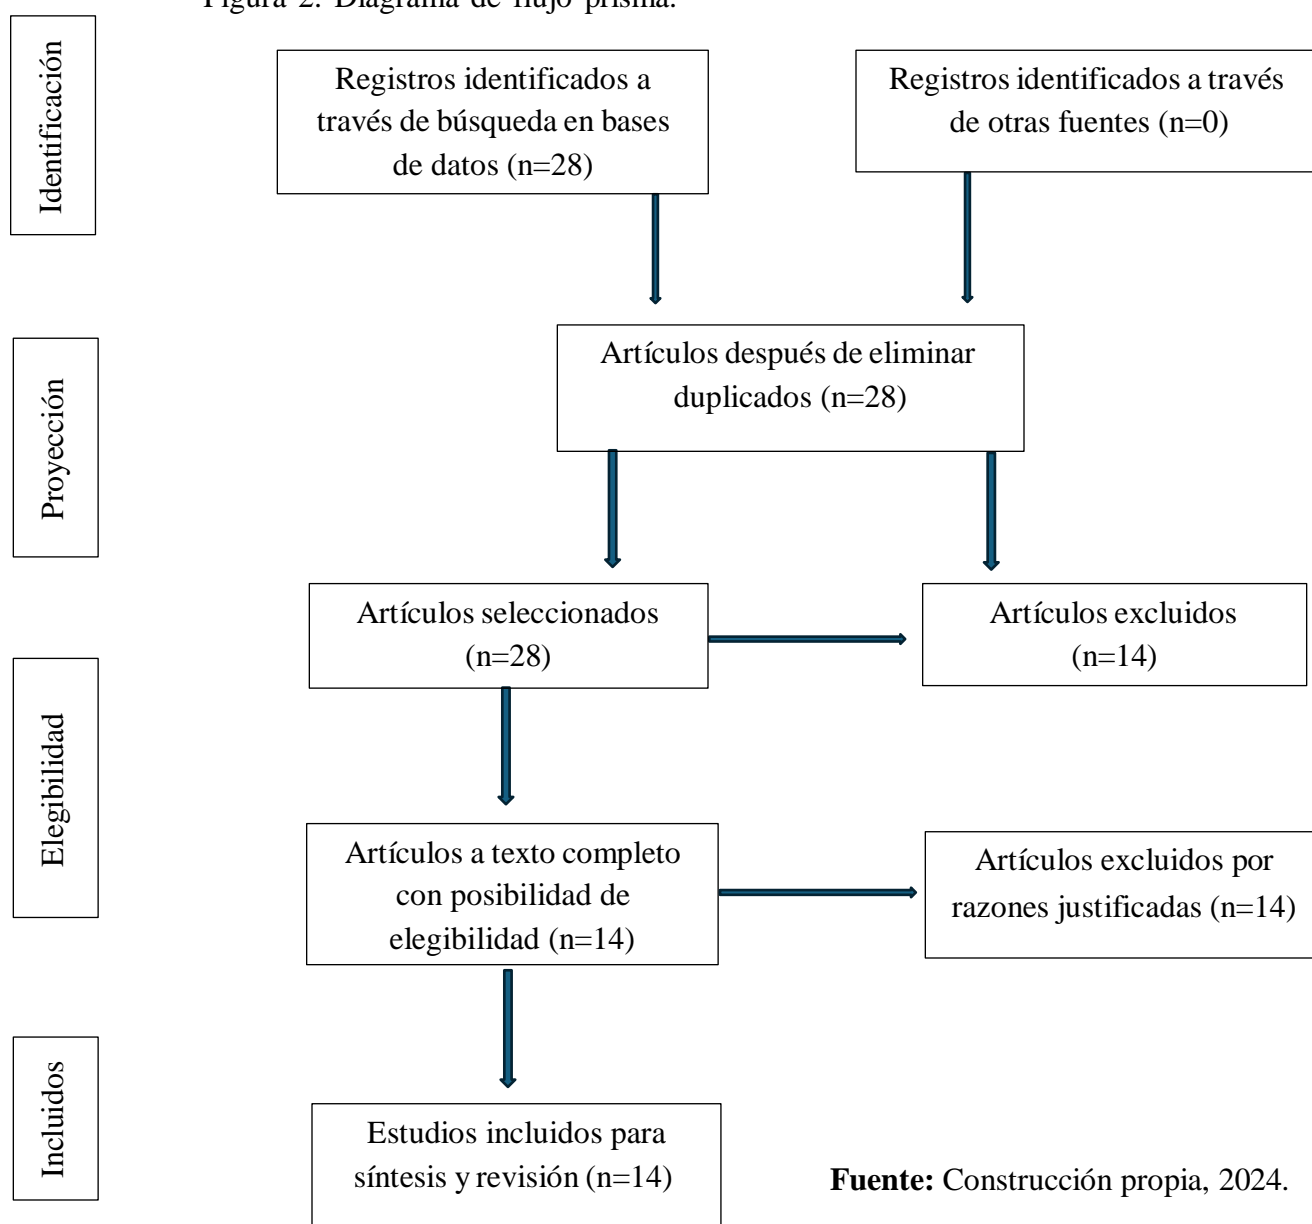 Figura 2. Diagrama de flujo prisma.
Identificación
Registros identificados a
través de búsqueda en bases
de datos (n=28)
Registros identificados a través
de otras fuentes (n=0)
Proyección
Artículos después de eliminar
duplicados (n=28)
Artículos seleccionados
(n=28)
Artículos excluidos
(n=14)
Elegibilidad
Artículos a texto completo
con posibilidad de
elegibilidad (n=14)
Artículos excluidos por
razones justificadas (n=14)
Incluidos
Estudios incluidos para
síntesis y revisión (n=14)
Fuente: Construcción propia, 2024.